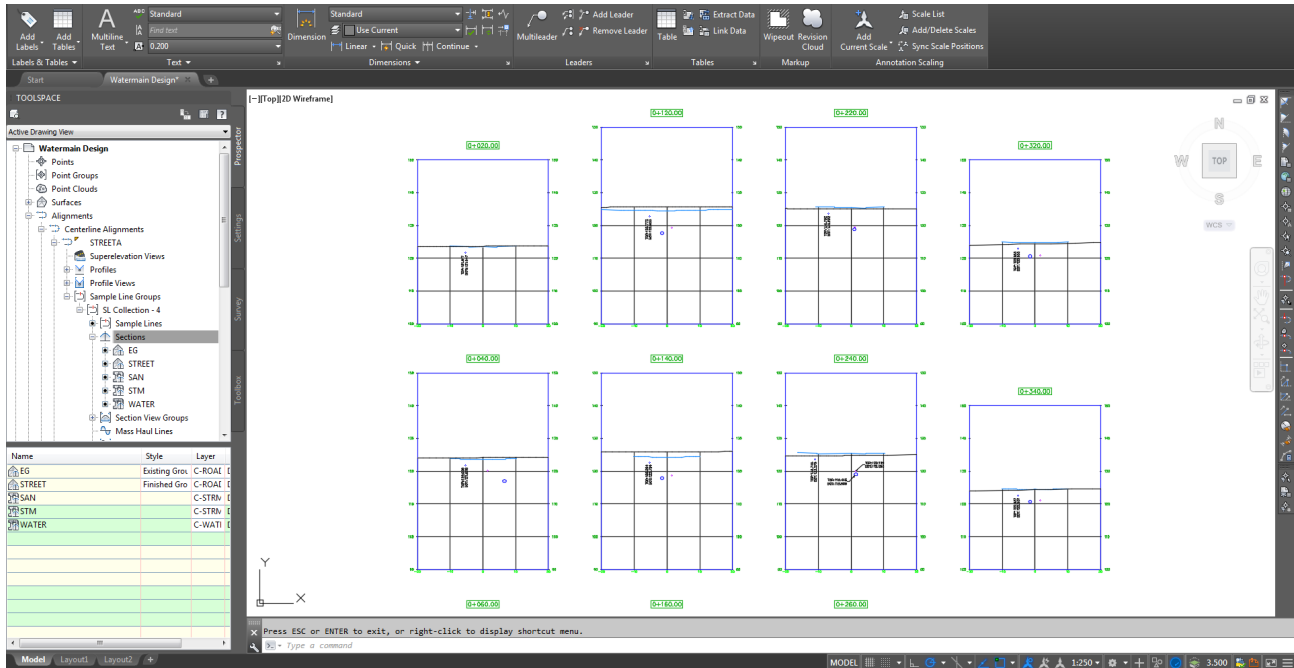 Add Labels
Add Tables
Multiline Text
ABC Standard
Find text
0.200
Labels & Tables
Text
Dimension
Standard
Use Current
Linear
Quick
Continue
Dimensions
Multileader
Add Leader
Remove Leader
Leaders
Table
Extract Data
Link Data
Tables
Wipeout
Revision Cloud
Markup
Add Current Scale
Scale List
Add/Delete Scales
Sync Scale Positions
Annotation Scaling
Start
Watermain Design*
TOOLSPACE
Active Drawing View
Watermain Design
Points
Point Groups
Point Clouds
Surfaces
Alignments
Centerline Alignments
STREETA
Superelevation Views
Profiles
Profile Views
Sample Line Groups
SL Collection - 4
Sample Lines
Sections
EG
STREET
SAN
STM
WATER
Section View Groups
Mass Haul Lines
Prospector
Settings
Survey
Toolbox
Name Style Layer
EG Existing Grou C-ROAD
STREET Finished Gro C-ROAD
SAN C-STRM
STM C-STRM
WATER C-WATE
[-][Top][2D Wireframe]
0+020.00
0+120.00
0+220.00
0+320.00
0+040.00
0+140.00
0+240.00
0+340.00
0+060.00
0+160.00
0+260.00
N
W TOP E
S
WCS
Y
X
Press ESC or ENTER to exit, or right-click to display shortcut menu.
Type a command
Model Layout1 Layout2 +
MODEL 1:250 3.500